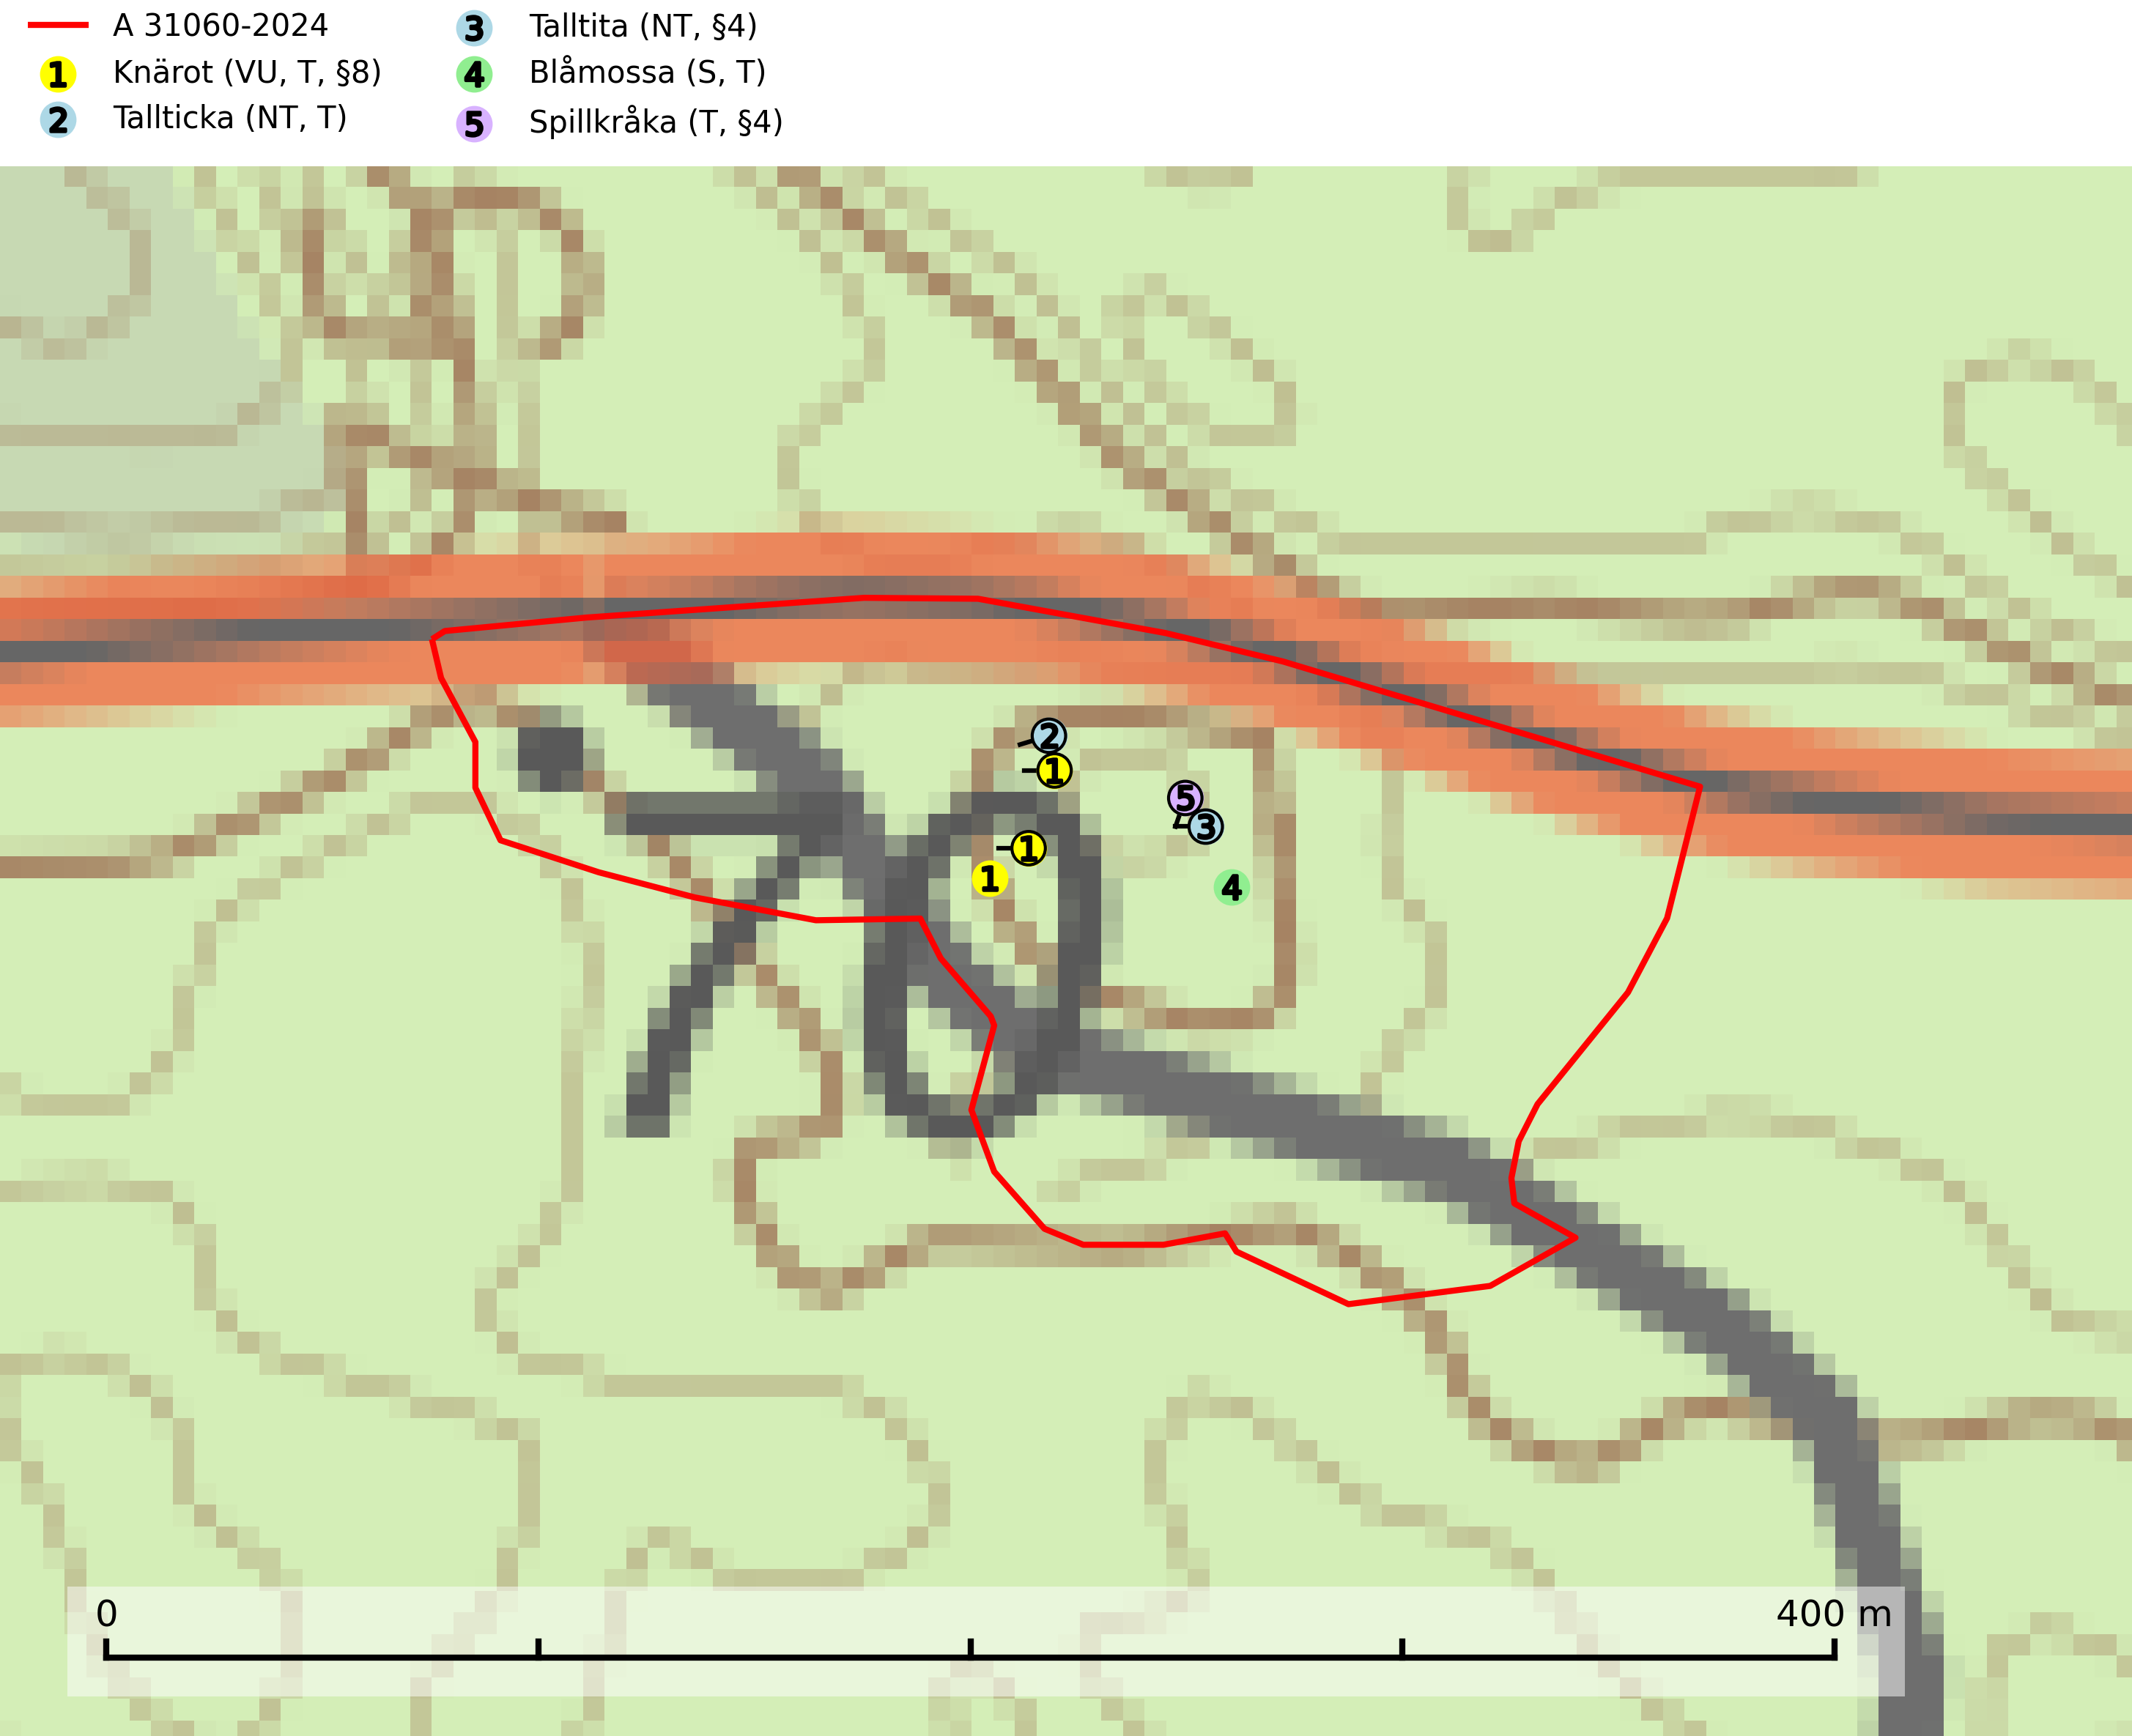 A 31060-2024
1 Knärot (VU, T, §8)
2 Tallticka (NT, T)
3 Talltita (NT, §4)
4 Blåmossa (S, T)
5 Spillkråka (T, §4)
2
1
5
3
1
1
4
0 400 m